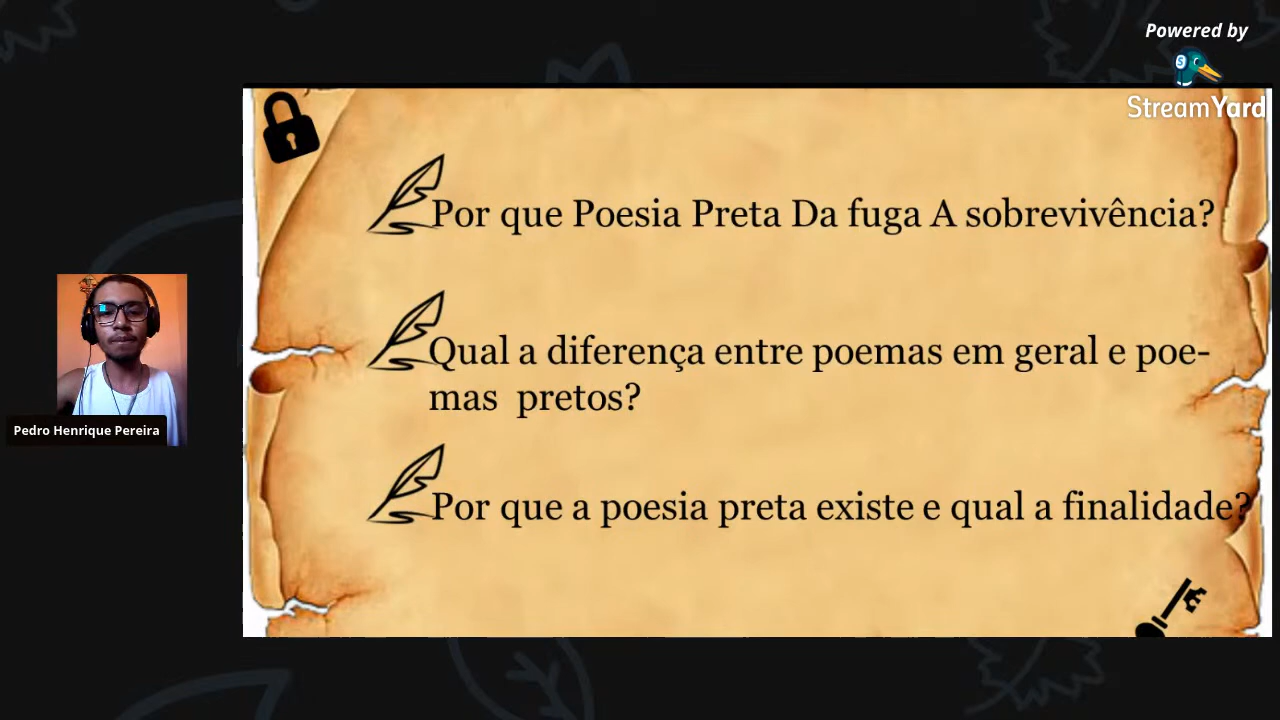 Powered by
StreamYard
Por que Poesia Preta Da fuga A sobrevivência?
Qual a diferença entre poemas em geral e poe-
mas pretos?
Por que a poesia preta existe e qual a finalidade?
Pedro Henrique Pereira